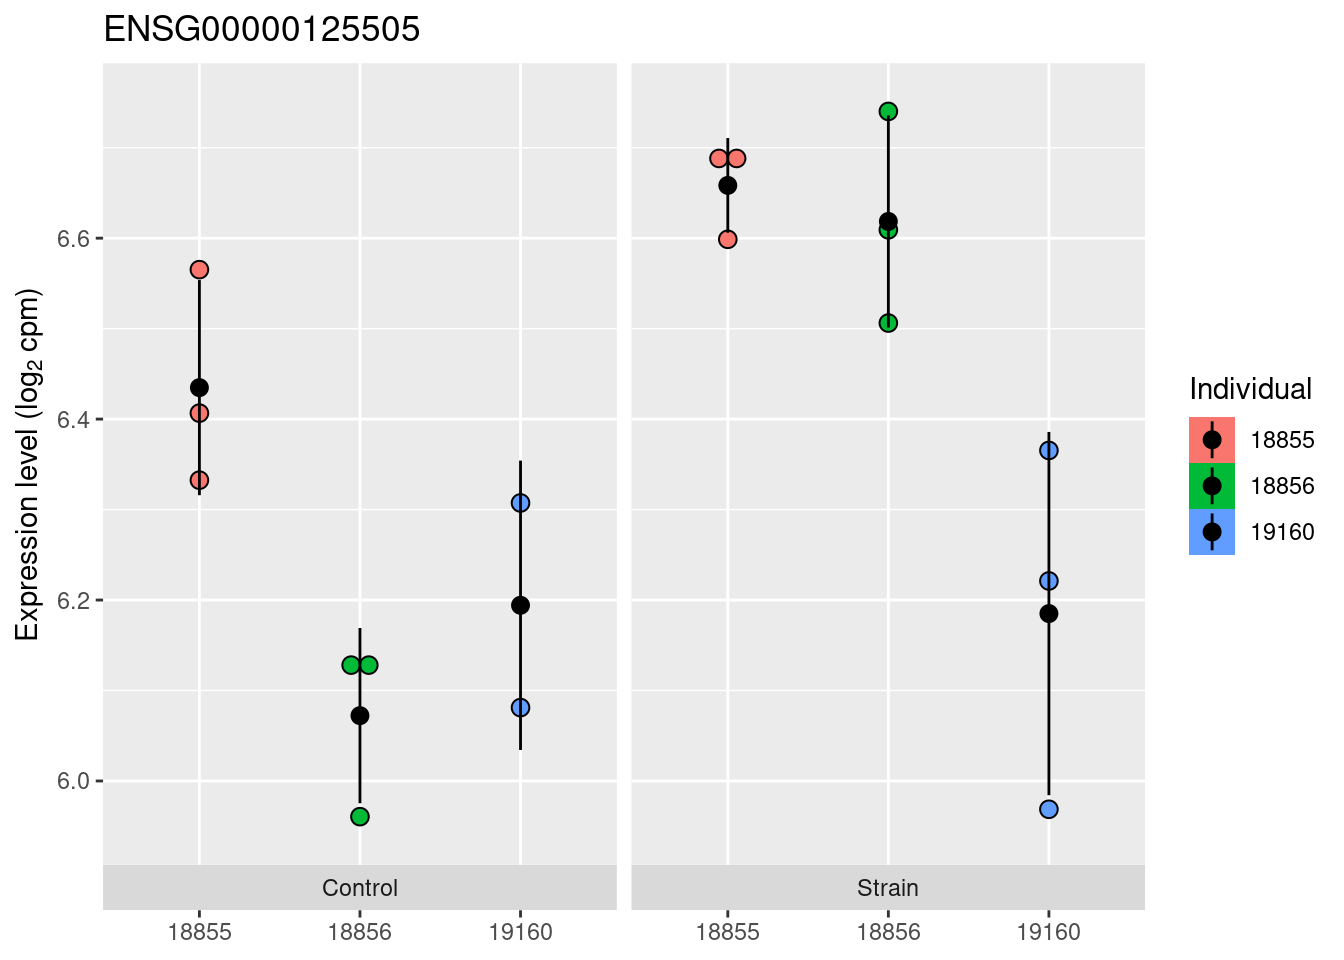 ENSG00000125505
Expression level (log₂ cpm)
6.6
6.4
6.2
6.0
Control
Strain
18855
18856
19160
18855
18856
19160
Individual
18855
18856
19160